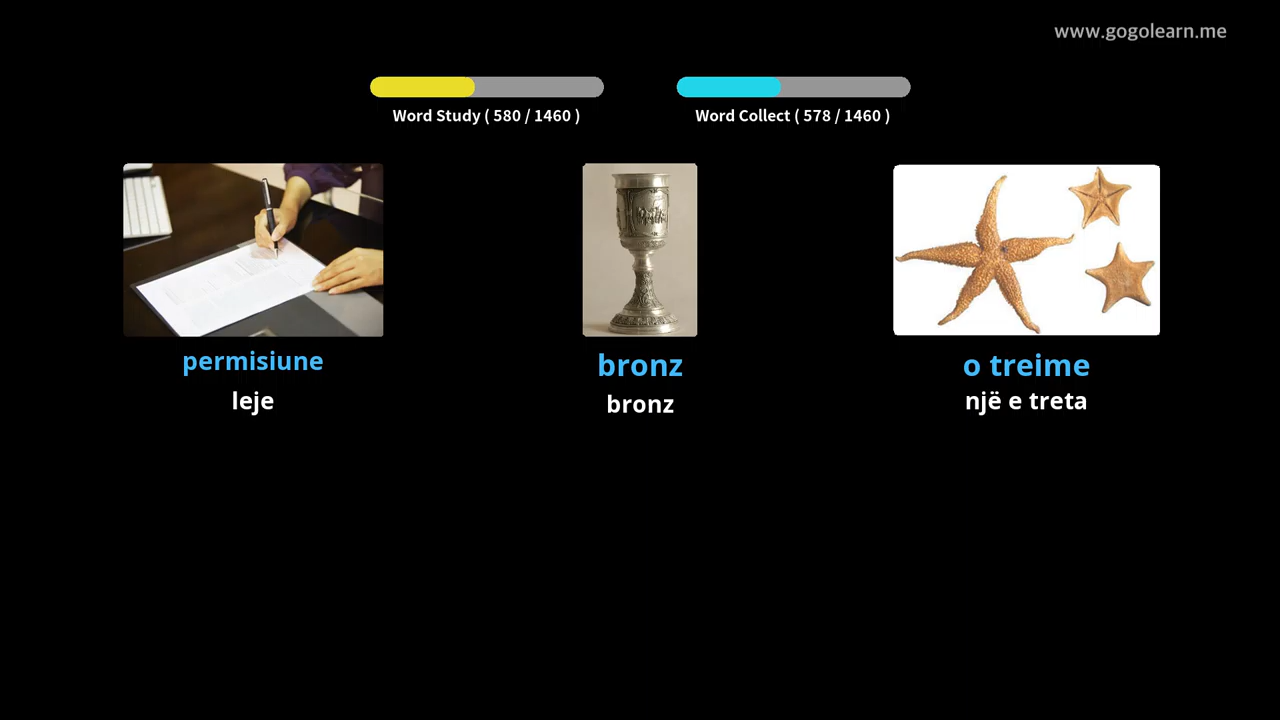 www.gogolearn.me
Word Study ( 580 / 1460 )
Word Collect ( 578 / 1460 )
permisiune
bronz
o treime
leje
bronz
një e treta